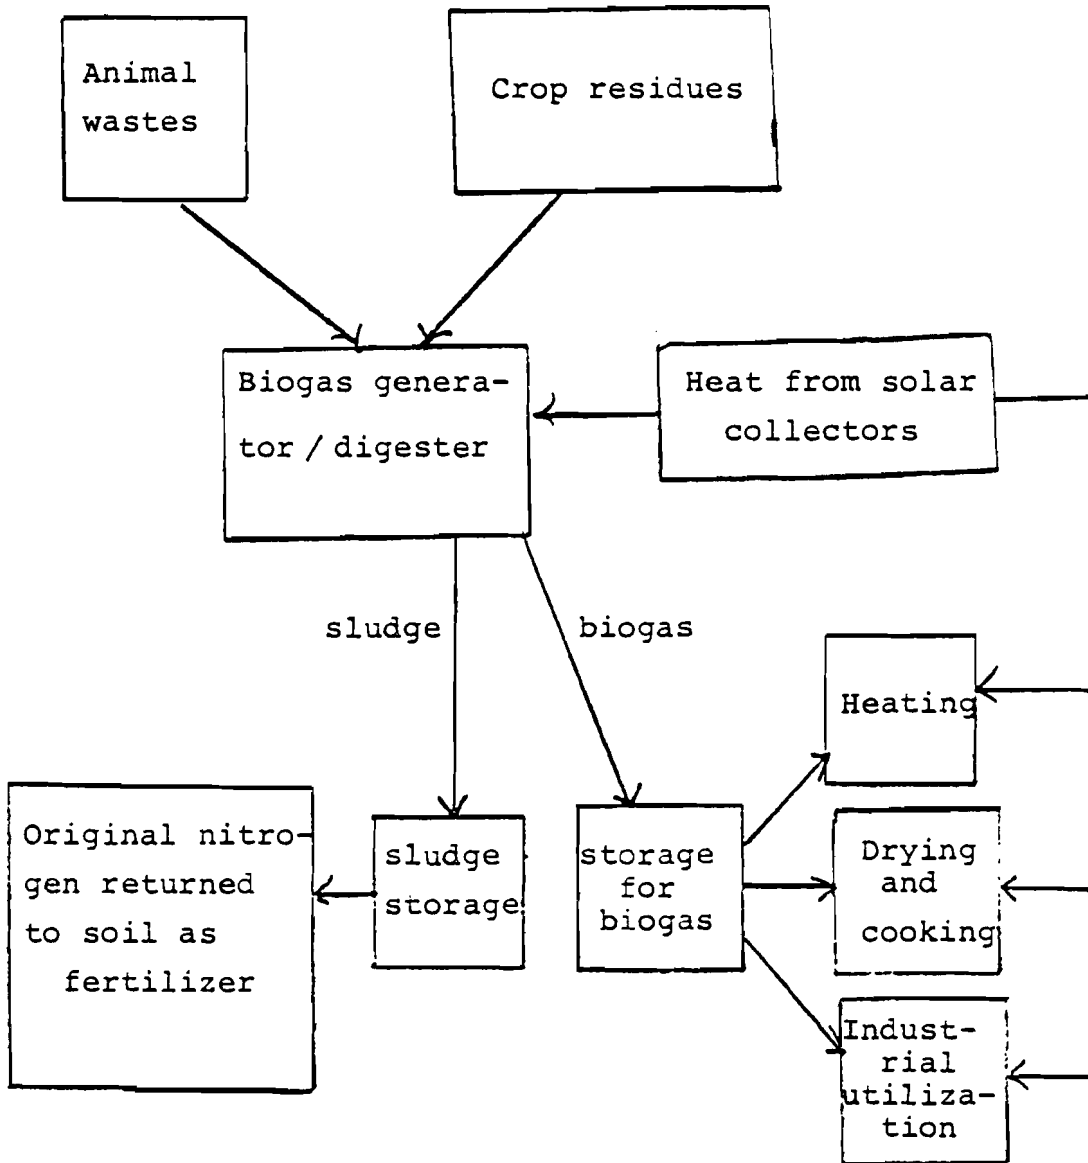 Animal
wastes
Crop residues
Biogas genera-
tor / digester
Heat from solar
collectors
sludge
biogas
Heating
Original nitro-
gen returned
to soil as
fertilizer
sludge
storage
storage
for
biogas
Drying
and
cooking
Indust-
rial
utiliza-
tion